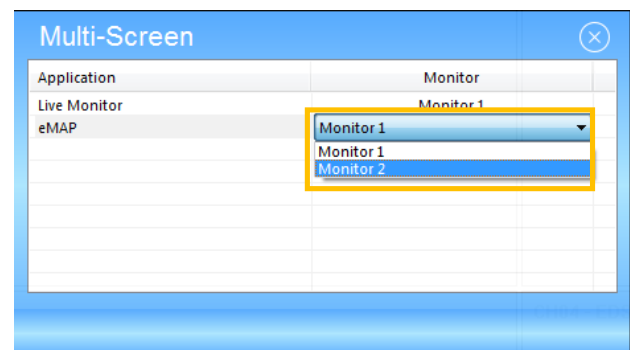 Multi-Screen
Application Monitor
Live Monitor Monitor 1
eMAP Monitor 1
Monitor 1
Monitor 2